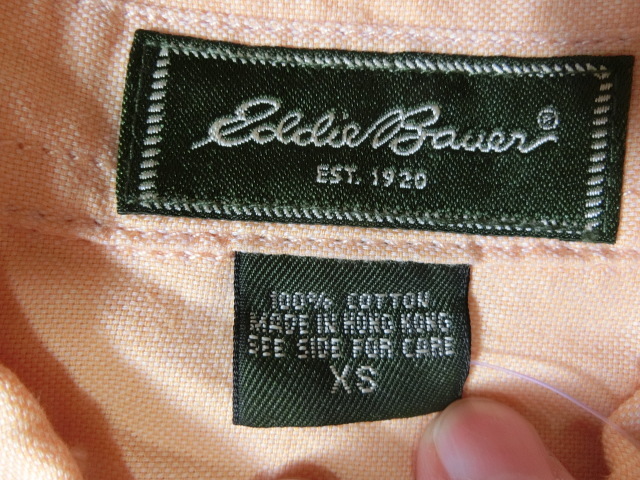 Eddie Bauer®
EST. 1920
100% COTTON
MADE IN HONG KONG
SEE SIDE FOR CARE
XS